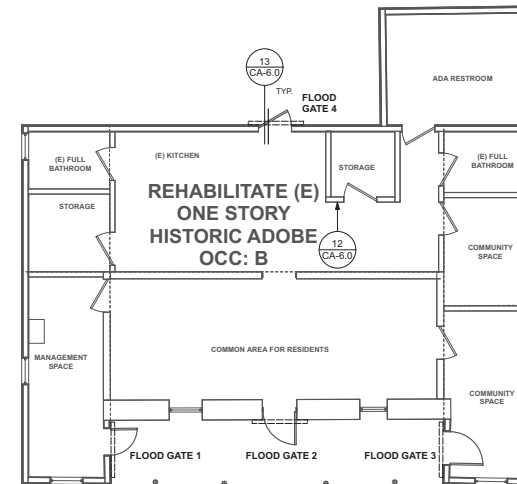 13
CA-6.0
TYP.
FLOOD
GATE 4
ADA RESTROOM
(E) FULL
BATHROOM
(E) KITCHEN
STORAGE
(E) FULL
BATHROOM
REHABILITATE (E)
ONE STORY
HISTORIC ADOBE
OCC: B
STORAGE
12
CA-6.0
COMMUNITY
SPACE
MANAGEMENT
SPACE
COMMON AREA FOR RESIDENTS
COMMUNITY
SPACE
FLOOD GATE 1
FLOOD GATE 2
FLOOD GATE 3